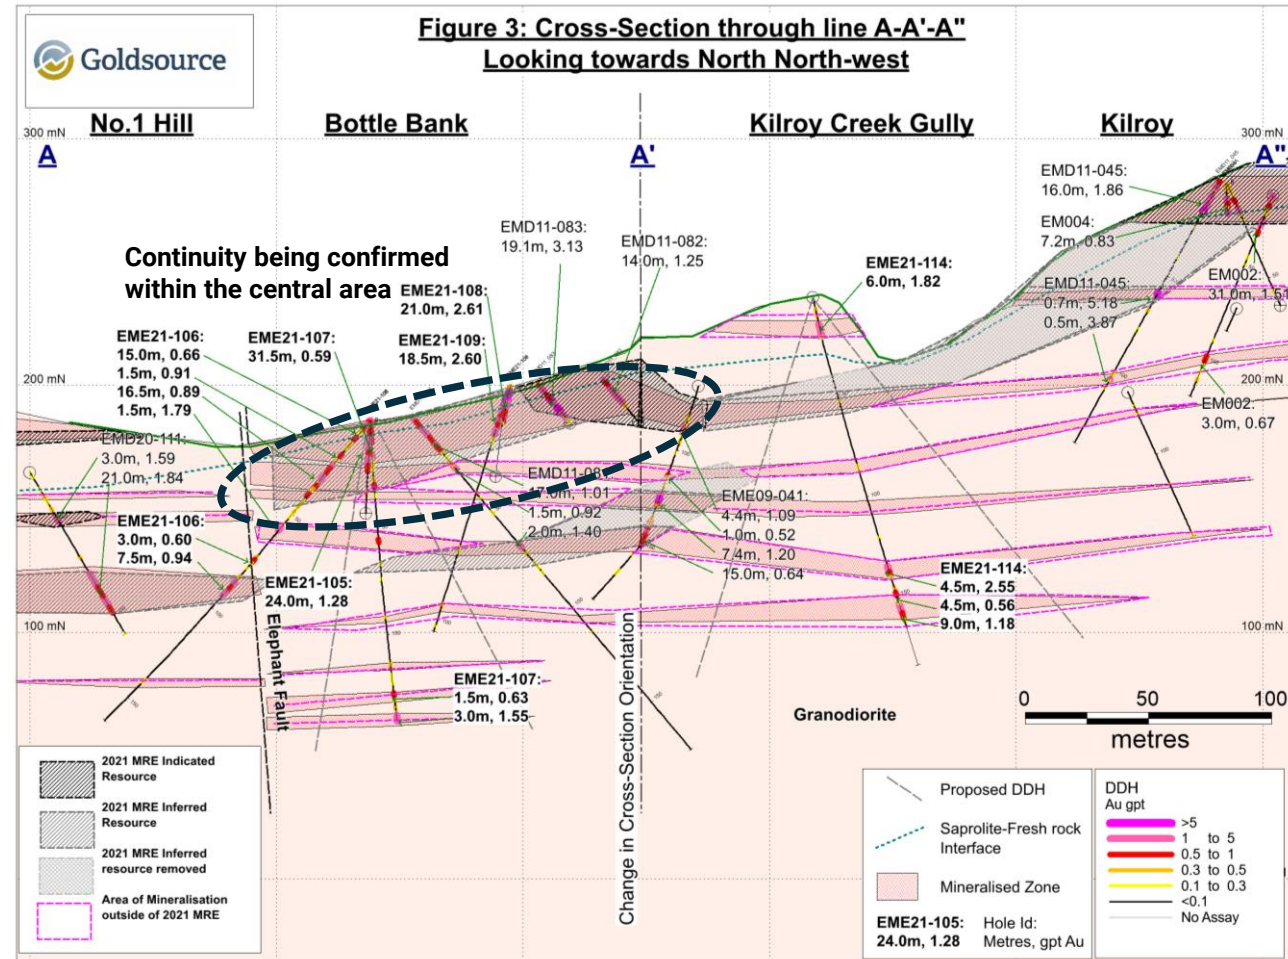 Figure 3: Cross-Section through line A-A'-A"
Looking towards North North-west
Goldsource
No.1 Hill
Bottle Bank
Kilroy Creek Gully
Kilroy
300 mN
300 mN
A
A'
A"
Continuity being confirmed
within the central area
EMD11-083:
19.1m, 3.13
EMD11-082:
14.0m, 1.25
EMD11-045:
16.0m, 1.86
EM004:
7.2m, 0.83
EMD11-045:
0.7m, 5.18
0.5m, 3.87
EM002:
31.0m, 1.51
EME21-114:
6.0m, 1.82
EME21-108:
21.0m, 2.61
EME21-109:
18.5m, 2.60
EME21-106:
15.0m, 0.66
1.5m, 0.91
16.5m, 0.89
1.5m, 1.79
EME21-107:
31.5m, 0.59
200 mN
200 mN
EM002:
3.0m, 0.67
EMD20-111:
3.0m, 1.59
21.0m, 1.84
EME21-106:
3.0m, 0.60
7.5m, 0.94
EME21-105:
24.0m, 1.28
17.0m, 1.01
1.5m, 0.92
2.0m, 1.40
EME09-041:
4.4m, 1.09
1.0m, 0.52
7.4m, 1.20
15.0m, 0.64
EME21-114:
4.5m, 2.55
4.5m, 0.56
9.0m, 1.18
100 mN
100 mN
Elephant Fault
EME21-107:
1.5m, 0.63
3.0m, 1.55
Change in Cross-Section Orientation
Granodiorite
0 50 100
metres
2021 MRE Indicated
Resource
2021 MRE Inferred
Resource
2021 MRE Inferred
resource removed
Area of Mineralisation
outside of 2021 MRE
Proposed DDH
Saprolite-Fresh rock
Interface
Mineralised Zone
EME21-105: Hole Id:
24.0m, 1.28 Metres, gpt Au
DDH
Au gpt
>5
1 to 5
0.5 to 1
0.3 to 0.5
0.1 to 0.3
<0.1
No Assay